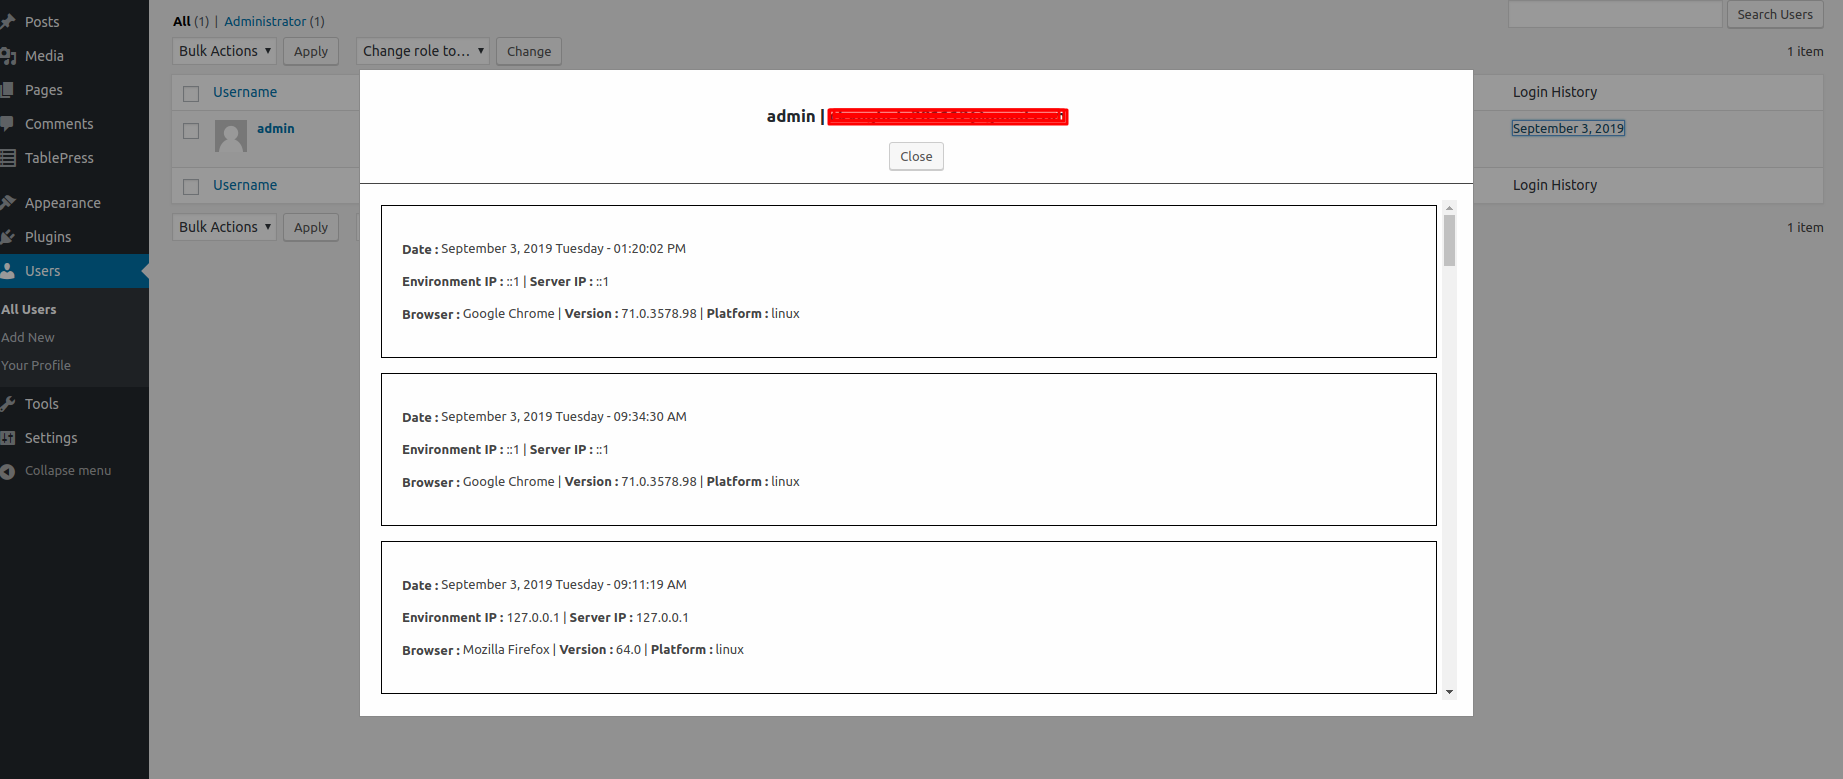 Posts
Media
Pages
Comments
TablePress
Appearance
Plugins
Users
All Users
Add New
Your Profile
Tools
Settings
Collapse menu
All (1) | Administrator (1)
Search Users
Bulk Actions Apply Change role to... Change
1 item
Username
Login History
admin
September 3, 2019
Username
Login History
Bulk Actions Apply
1 item
admin |
Close
Date : September 3, 2019 Tuesday - 01:20:02 PM
Environment IP : ::1 | Server IP : ::1
Browser : Google Chrome | Version : 71.0.3578.98 | Platform : linux
Date : September 3, 2019 Tuesday - 09:34:30 AM
Environment IP : ::1 | Server IP : ::1
Browser : Google Chrome | Version : 71.0.3578.98 | Platform : linux
Date : September 3, 2019 Tuesday - 09:11:19 AM
Environment IP : 127.0.0.1 | Server IP : 127.0.0.1
Browser : Mozilla Firefox | Version : 64.0 | Platform : linux